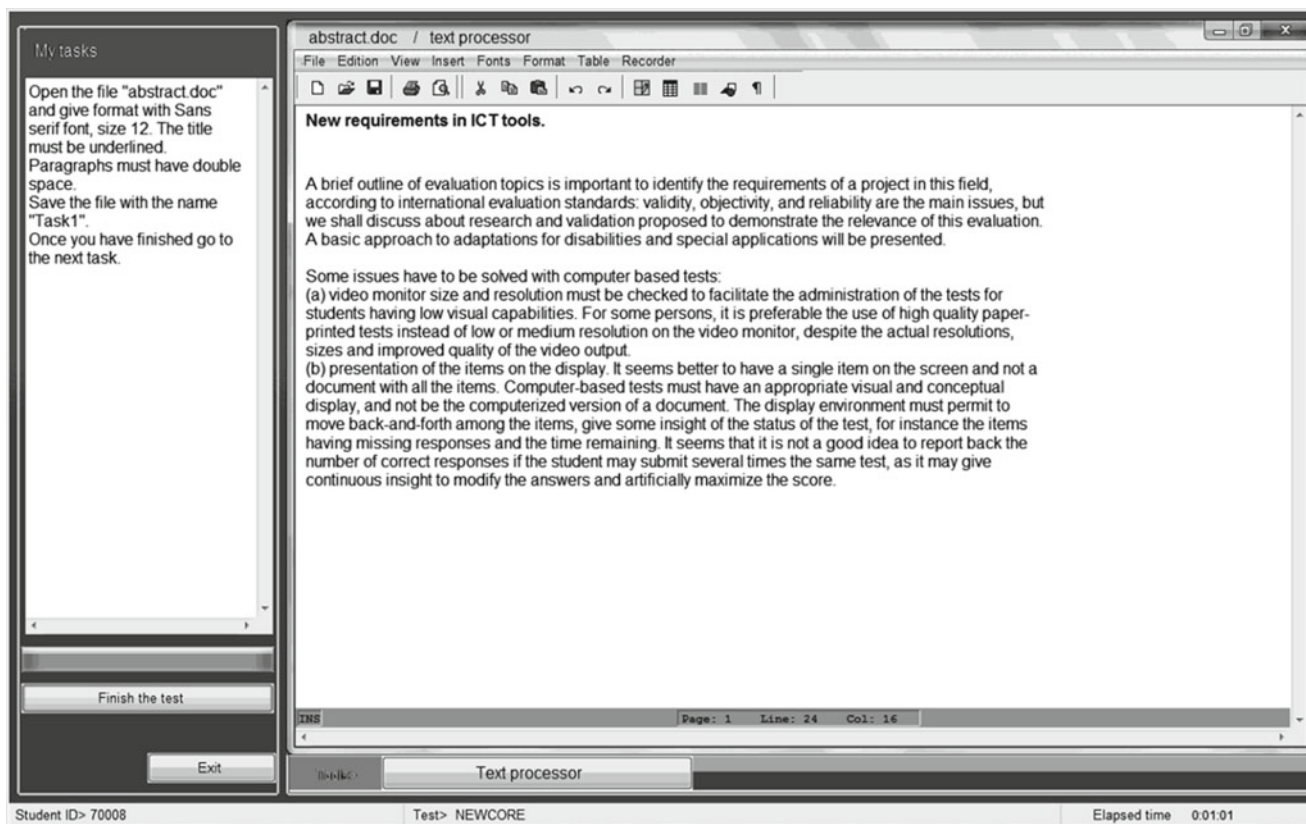 My tasks
Open the file "abstract.doc"
and give format with Sans
serif font, size 12. The title
must be underlined.
Paragraphs must have double
space.
Save the file with the name
"Task1".
Once you have finished go to
the next task.
Finish the test
Exit
abstract.doc / text processor
File Edition View Insert Fonts Format Table Recorder
New requirements in ICT tools.
A brief outline of evaluation topics is important to identify the requirements of a project in this field,
according to international evaluation standards: validity, objectivity, and reliability are the main issues, but
we shall discuss about research and validation proposed to demonstrate the relevance of this evaluation.
A basic approach to adaptations for disabilities and special applications will be presented.
Some issues have to be solved with computer based tests:
(a) video monitor size and resolution must be checked to facilitate the administration of the tests for
students having low visual capabilities. For some persons, it is preferable the use of high quality paper-
printed tests instead of low or medium resolution on the video monitor, despite the actual resolutions,
sizes and improved quality of the video output.
(b) presentation of the items on the display. It seems better to have a single item on the screen and not a
document with all the items. Computer-based tests must have an appropriate visual and conceptual
display, and not be the computerized version of a document. The display environment must permit to
move back-and-forth among the items, give some insight of the status of the test, for instance the items
having missing responses and the time remaining. It seems that it is not a good idea to report back the
number of correct responses if the student may submit several times the same test, as it may give
continuous insight to modify the answers and artificially maximize the score.
INS Page: 1 Line: 24 Col: 16
Text processor
Student ID> 70008 Test> NEWCORE Elapsed time 0:01:01